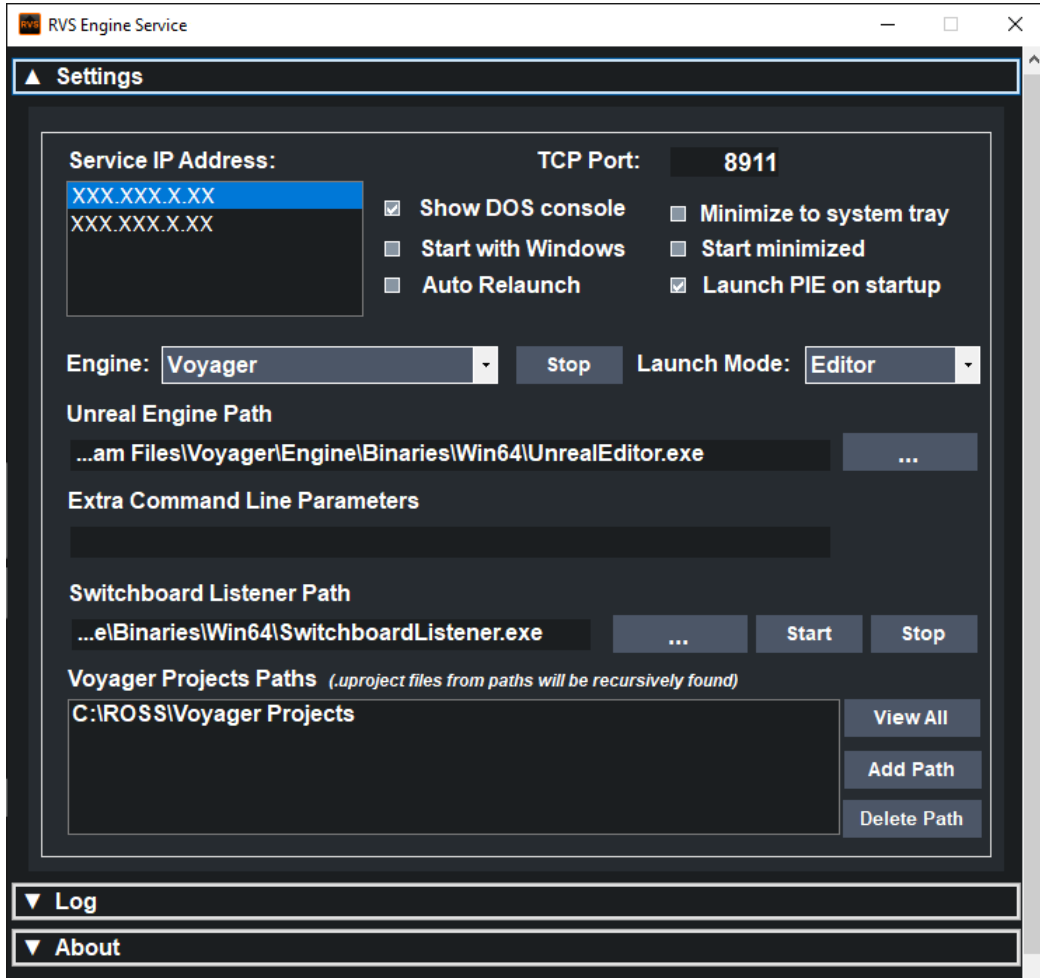 RVS RVS Engine Service
▲ Settings
Service IP Address:
TCP Port: 8911
XXX.XXX.X.XX
XXX.XXX.X.XX
Show DOS console
Minimize to system tray
Start with Windows
Start minimized
Auto Relaunch
Launch PIE on startup
Engine: Voyager Stop Launch Mode: Editor
Unreal Engine Path
...am Files\Voyager\Engine\Binaries\Win64\UnrealEditor.exe ...
Extra Command Line Parameters
Switchboard Listener Path
...e\Binaries\Win64\SwitchboardListener.exe ... Start Stop
Voyager Projects Paths (.uproject files from paths will be recursively found)
C:\ROSS\Voyager Projects
View All
Add Path
Delete Path
▼ Log
▼ About